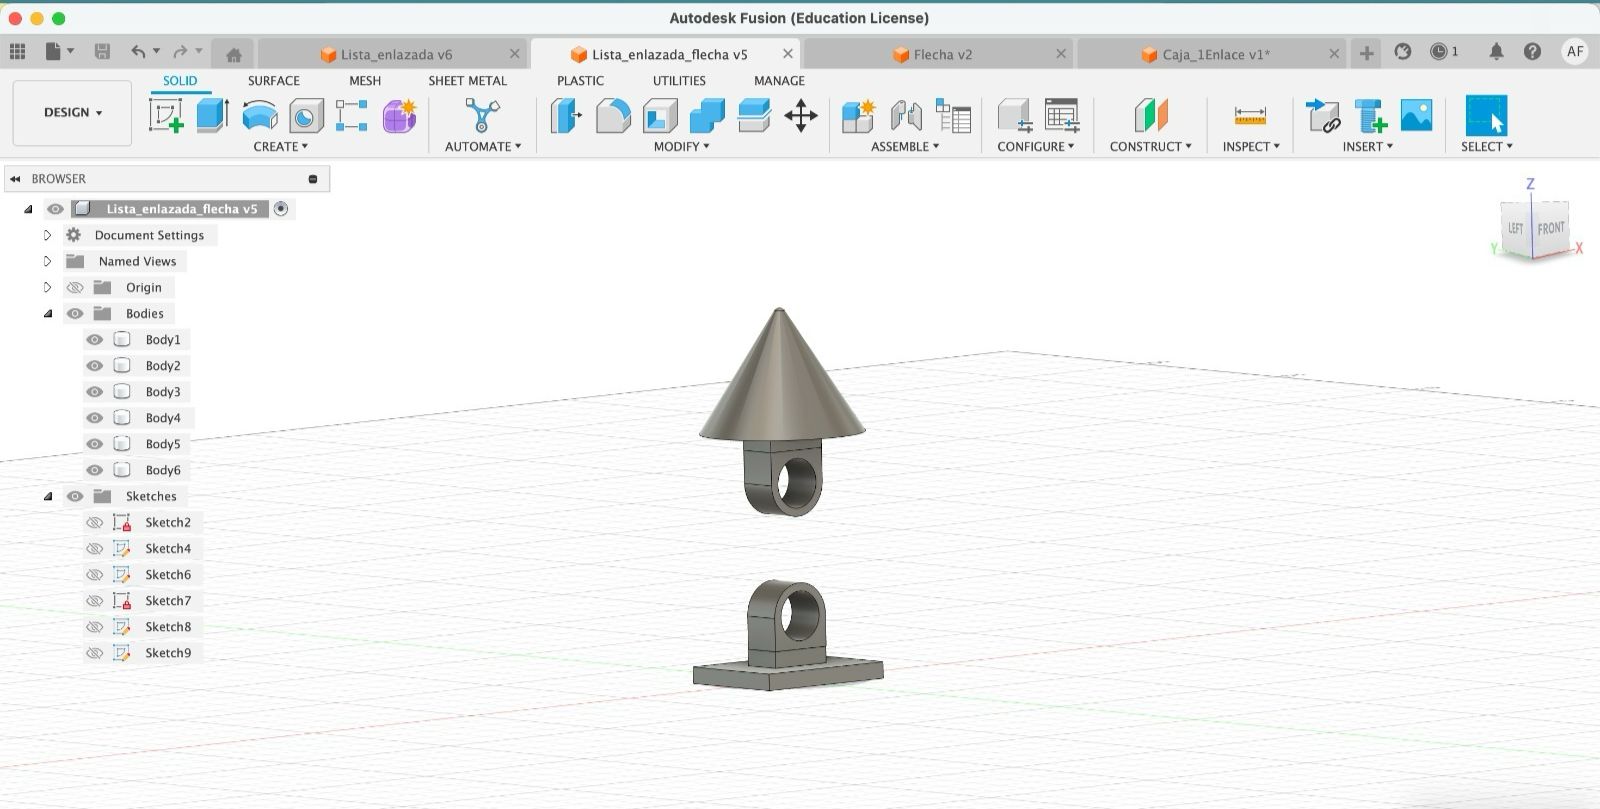 Autodesk Fusion (Education License)
Lista_enlazada v6
Lista_enlazada_flecha v5
Flecha v2
Caja_1Enlace v1*
1
AF
DESIGN
SOLID
SURFACE
MESH
SHEET METAL
PLASTIC
UTILITIES
MANAGE
CREATE
AUTOMATE
MODIFY
ASSEMBLE
CONFIGURE
CONSTRUCT
INSPECT
INSERT
SELECT
BROWSER
Lista_enlazada_flecha v5
Document Settings
Named Views
Origin
Bodies
Body1
Body2
Body3
Body4
Body5
Body6
Sketches
Sketch2
Sketch4
Sketch6
Sketch7
Sketch8
Sketch9
Z
LEFT
FRONT
Y
X